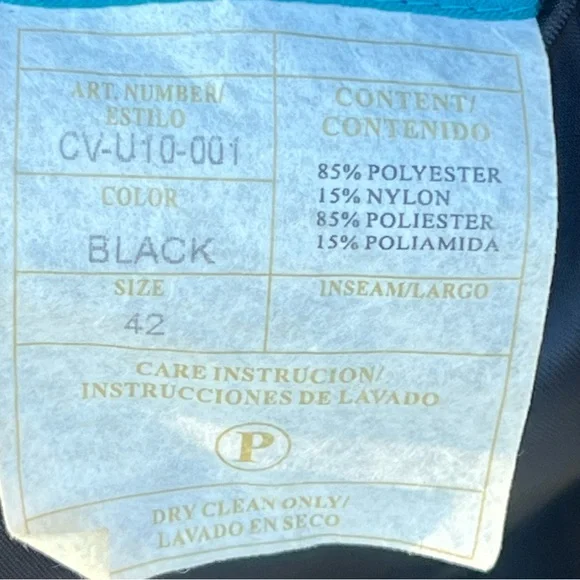 ART. NUMBER/
ESTILO
CV-U10-001
COLOR
BLACK
SIZE
42
CONTENT/
CONTENIDO
85% POLYESTER
15% NYLON
85% POLIESTER
15% POLIAMIDA
INSEAM/LARGO
CARE INSTRUCION/
INSTRUCCIONES DE LAVADO
P
DRY CLEAN ONLY/
LAVADO EN SECO